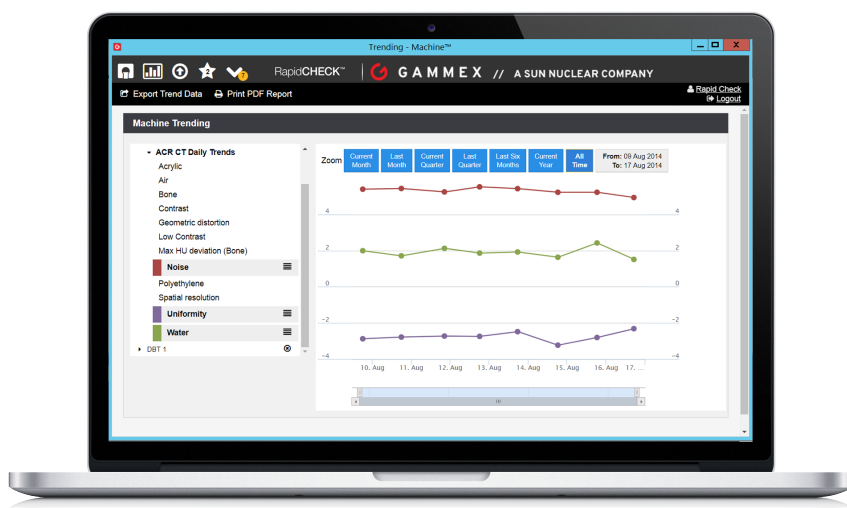 Trending - Machine™
2
7
RapidCHECK™
GAMMEX // A SUN NUCLEAR COMPANY
Export Trend Data
Print PDF Report
Rapid Check
Logout
Machine Trending
ACR CT Daily Trends
Acrylic
Air
Bone
Contrast
Geometric distortion
Low Contrast
Max HU deviation (Bone)
Noise
Polyethylene
Spatial resolution
Uniformity
Water
DBT 1
Zoom
Current Month
Last Month
Current Quarter
Last Quarter
Last Six Months
Current Year
All Time
From: 09 Aug 2014
To: 17 Aug 2014
4 4
2 2
0 0
-2 -2
-4 -4
10. Aug 11. Aug 12. Aug 13. Aug 14. Aug 15. Aug 16. Aug 17. ...